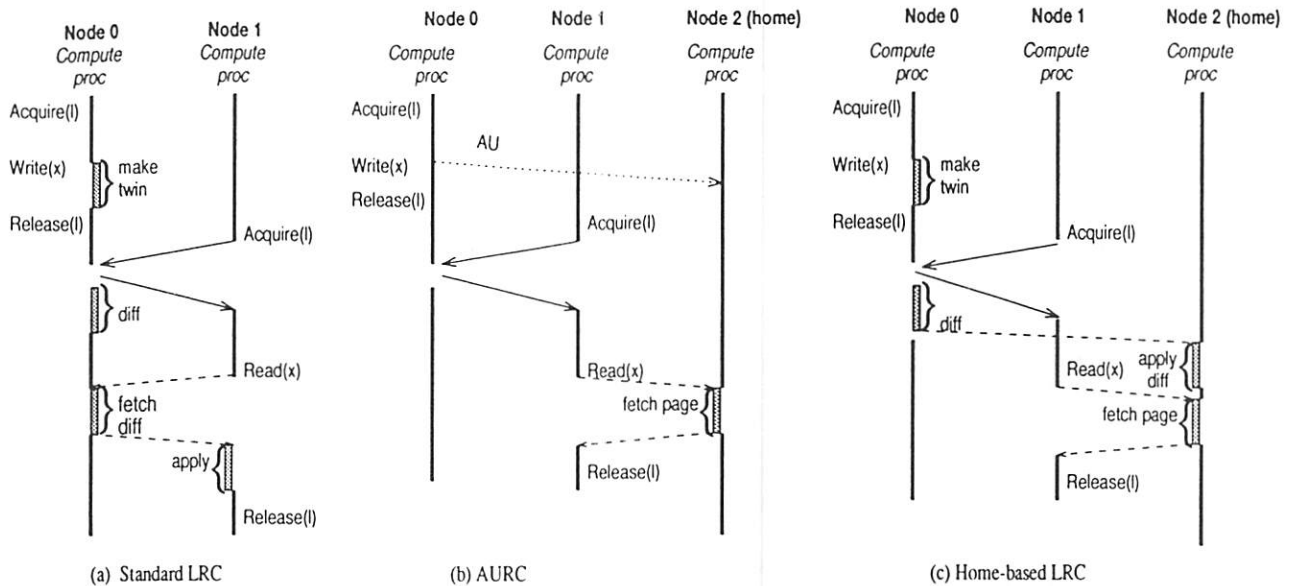 Node 0
Node 1
Compute
proc
Compute
proc
Acquire(l)
Write(x)
make
twin
Release(l)
Acquire(l)
diff
Read(x)
fetch
diff
apply
Release(l)
(a) Standard LRC
Node 0
Node 1
Node 2 (home)
Compute
proc
Compute
proc
Compute
proc
Acquire(l)
AU
Write(x)
Release(l)
Acquire(l)
Read(x)
fetch page
Release(l)
(b) AURC
Node 0
Node 1
Node 2 (home)
Compute
proc
Compute
proc
Compute
proc
Acquire(l)
Write(x)
make
twin
Release(l)
Acquire(l)
diff
Read(x)
apply
diff
fetch page
Release(l)
(c) Home-based LRC